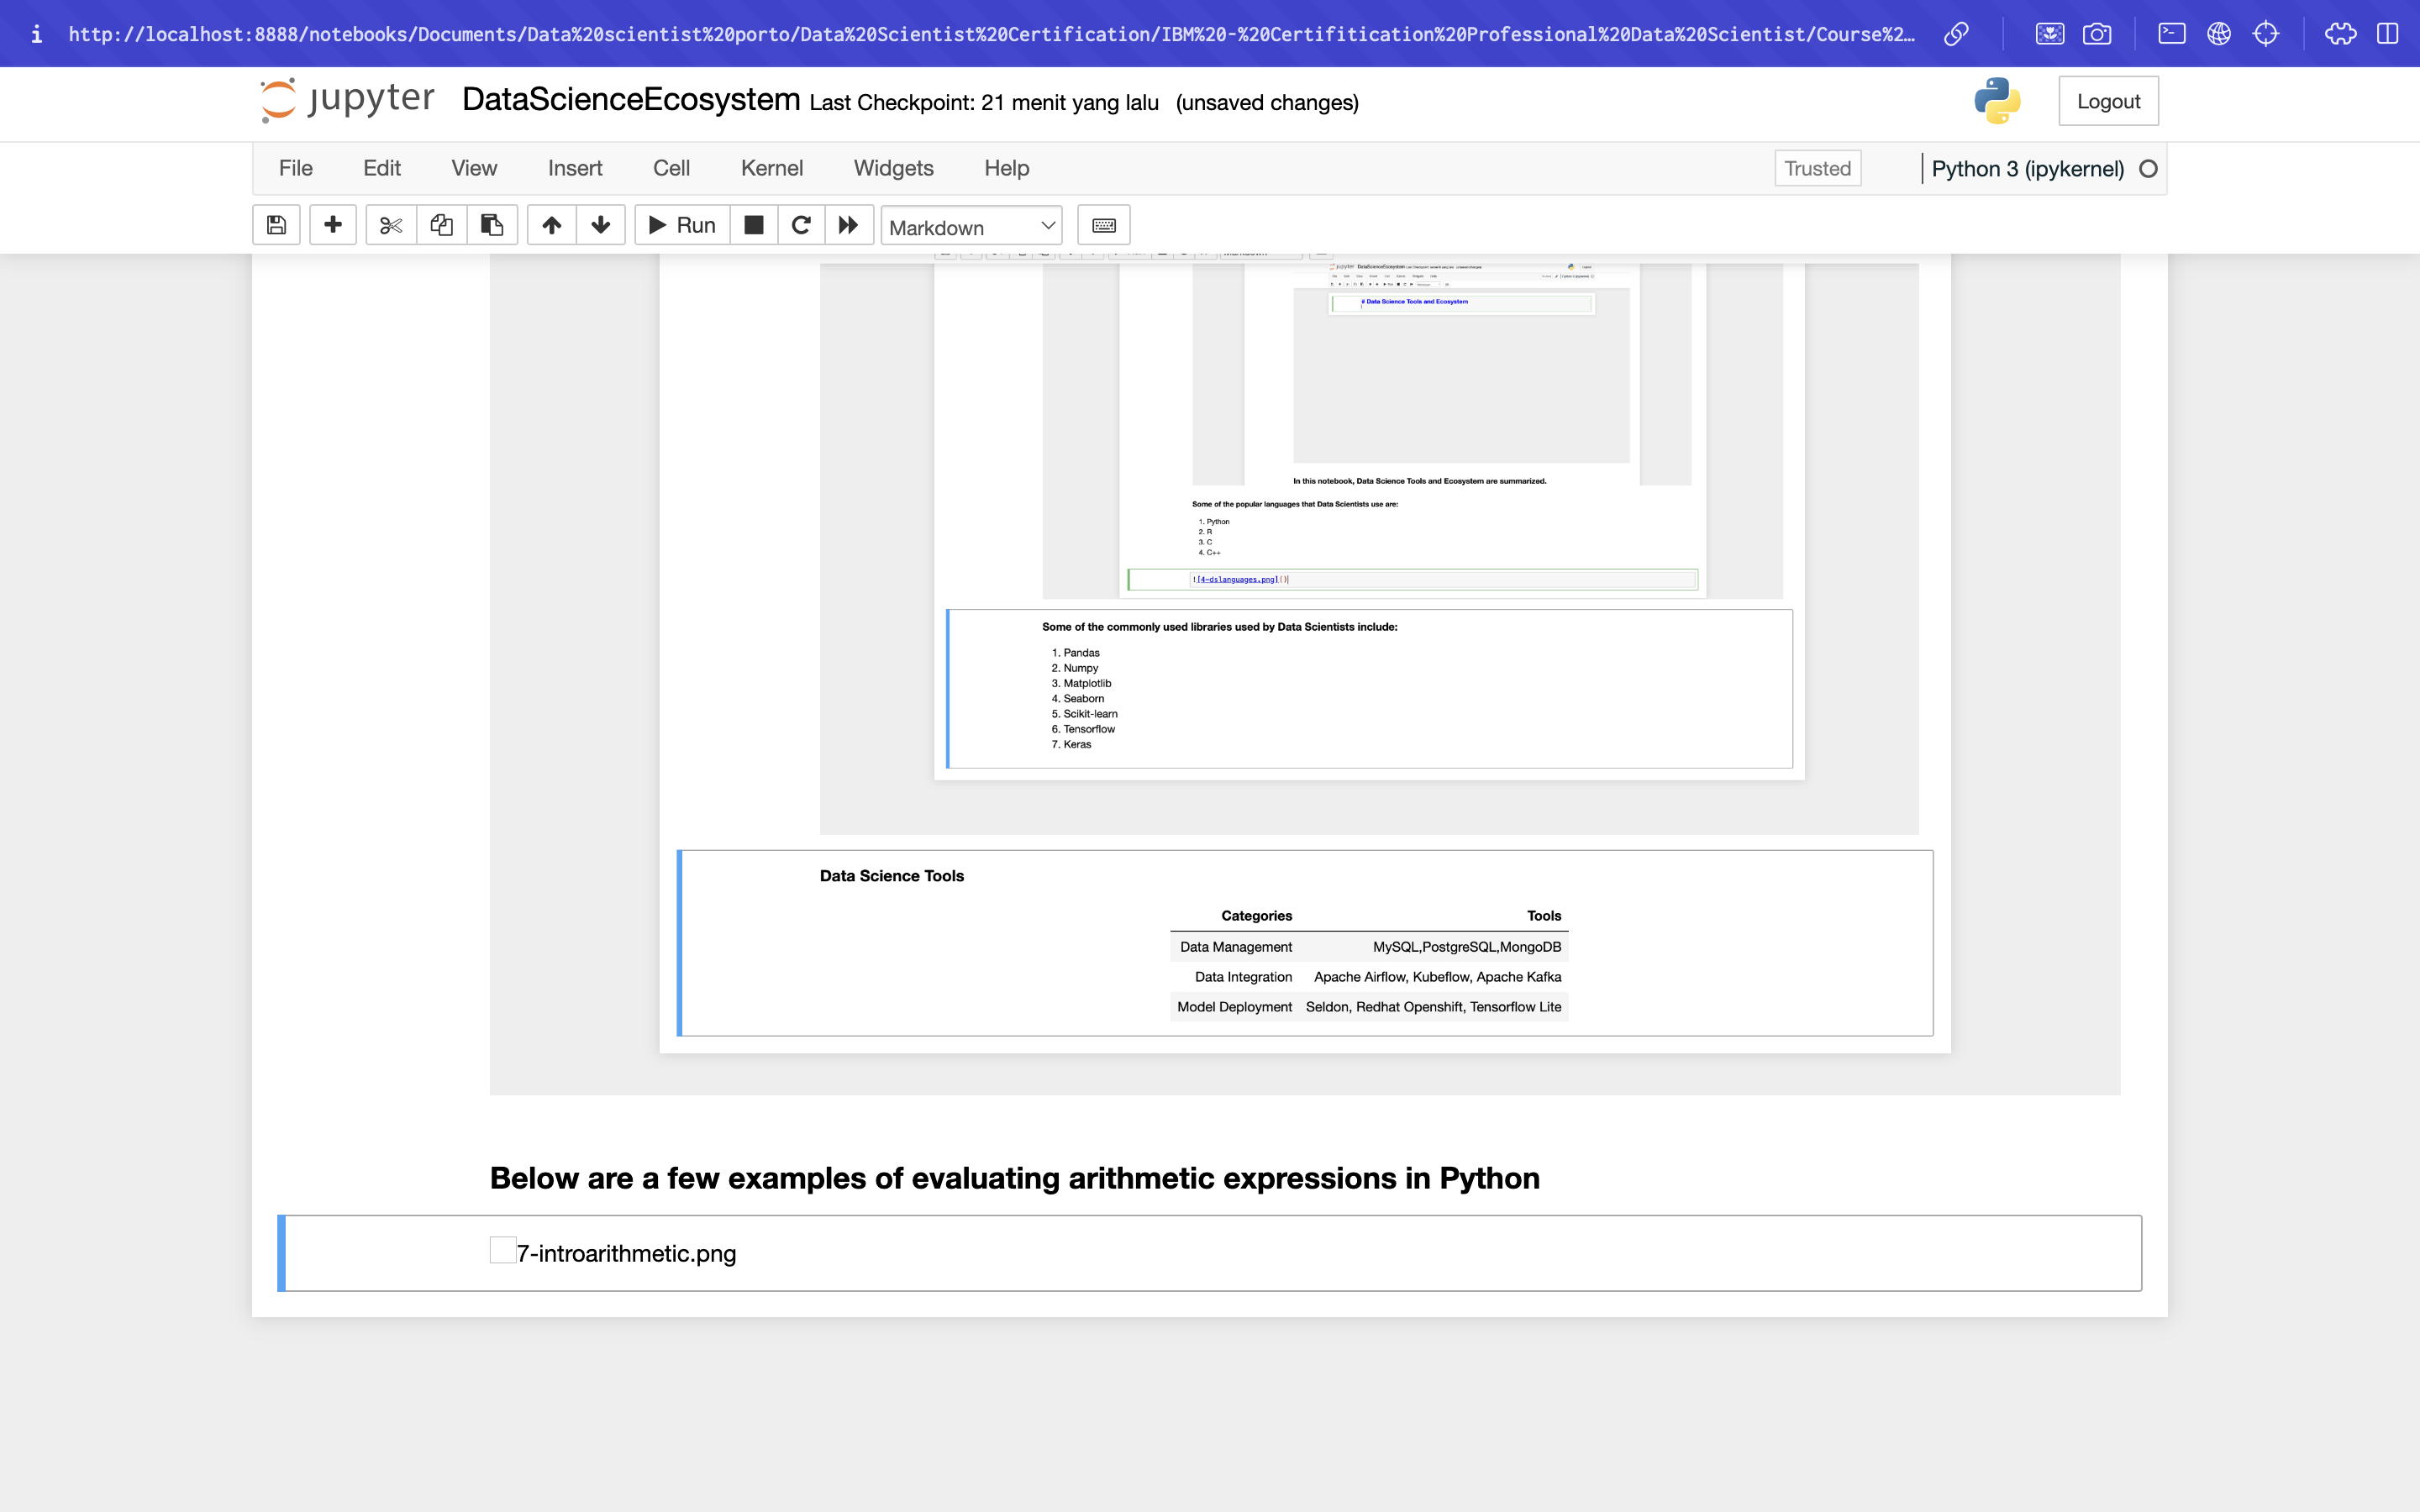 http://localhost:8888/notebooks/Documents/Data%20scientist%20porto/Data%20Scientist%20Certification/IBM%20-%20Certifitication%20Professional%20Data%20Scientist/Course%2…
jupyter DataScienceEcosystem Last Checkpoint: 21 menit yang lalu (unsaved changes)
Logout
File Edit View Insert Cell Kernel Widgets Help
Trusted
Python 3 (ipykernel)
Run
Markdown
jupyter DataScienceEcosystem
# Data Science Tools and Ecosystem
In this notebook, Data Science Tools and Ecosystem are summarized.
Some of the popular languages that Data Scientists use are:
1. Python
2. R
3. C
4. C++
![4-dslanguages.png]()
Some of the commonly used libraries used by Data Scientists include:
1. Pandas
2. Numpy
3. Matplotlib
4. Seaborn
5. Scikit-learn
6. Tensorflow
7. Keras
Data Science Tools
Categories Tools
Data Management MySQL,PostgreSQL,MongoDB
Data Integration Apache Airflow, Kubeflow, Apache Kafka
Model Deployment Seldon, Redhat Openshift, Tensorflow Lite
Below are a few examples of evaluating arithmetic expressions in Python
7-introarithmetic.png